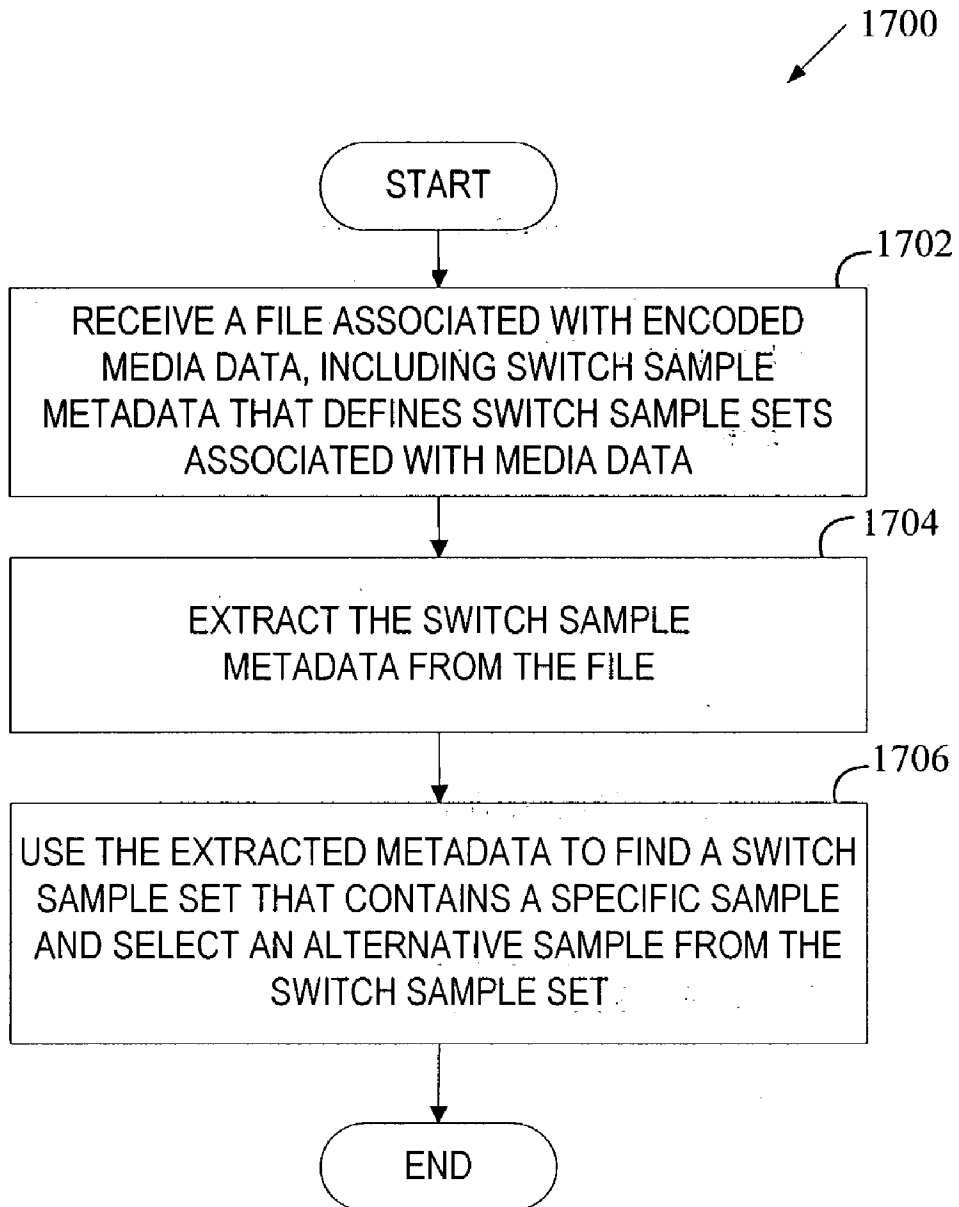 1700
START
1702
RECEIVE A FILE ASSOCIATED WITH ENCODED
MEDIA DATA, INCLUDING SWITCH SAMPLE
METADATA THAT DEFINES SWITCH SAMPLE SETS
ASSOCIATED WITH MEDIA DATA
1704
EXTRACT THE SWITCH SAMPLE
METADATA FROM THE FILE
1706
USE THE EXTRACTED METADATA TO FIND A SWITCH
SAMPLE SET THAT CONTAINS A SPECIFIC SAMPLE
AND SELECT AN ALTERNATIVE SAMPLE FROM THE
SWITCH SAMPLE SET
END